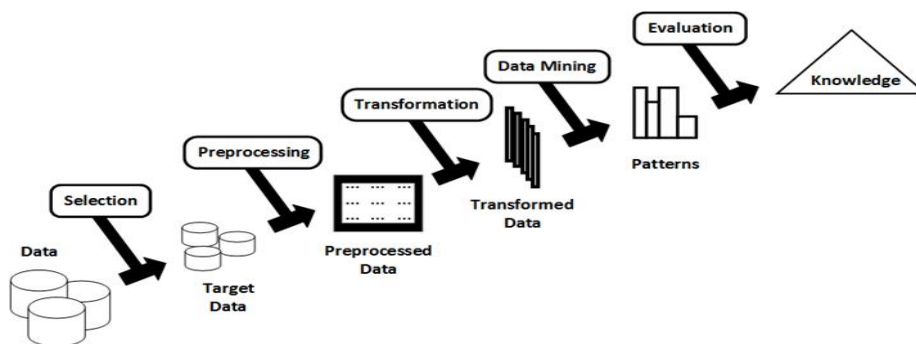 Data
Selection
Target
Data
Preprocessing
Preprocessed
Data
Transformation
Transformed
Data
Data Mining
Patterns
Evaluation
Knowledge